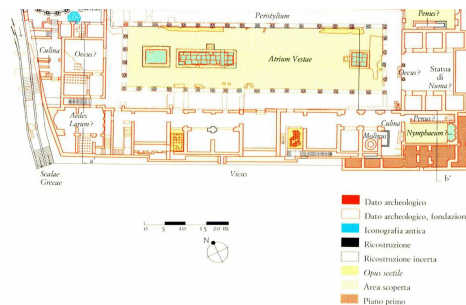 Peristylium
Penus?
Culina
Oecus?
Atrium Vestae
Oecus?
Statua
di
Numa?
Aedes
Larum?
Molinus
Culina
Penus?
Nymphaeum?
a'
Scalae
Grecae
Vicus
b'
0 5 10 15 20 m
N
Dato archeologico
Dato archeologico, fondazioni
Iconografia antica
Ricostruzione
Ricostruzione incerta
Opus sectile
Area scoperta
Piano primo